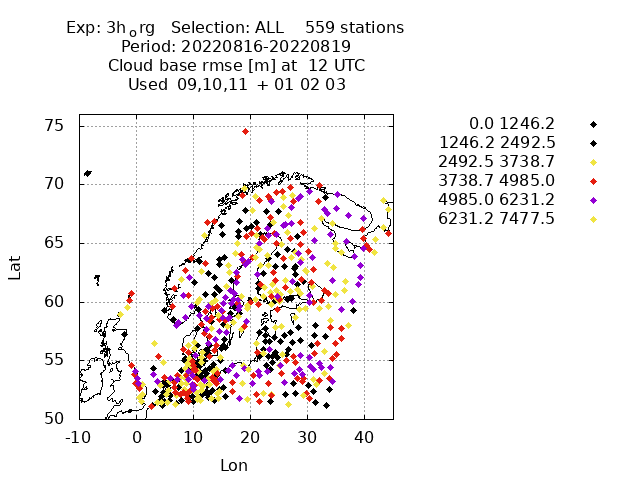 Exp: 3h_org   Selection: ALL    559 stations
Period: 20220816-20220819
Cloud base rmse [m] at  12 UTC
Used  09,10,11  + 01 02 03
0.0 1246.2
1246.2 2492.5
2492.5 3738.7
3738.7 4985.0
4985.0 6231.2
6231.2 7477.5
75
70
65
60
55
50
Lat
-10 0 10 20 30 40
Lon